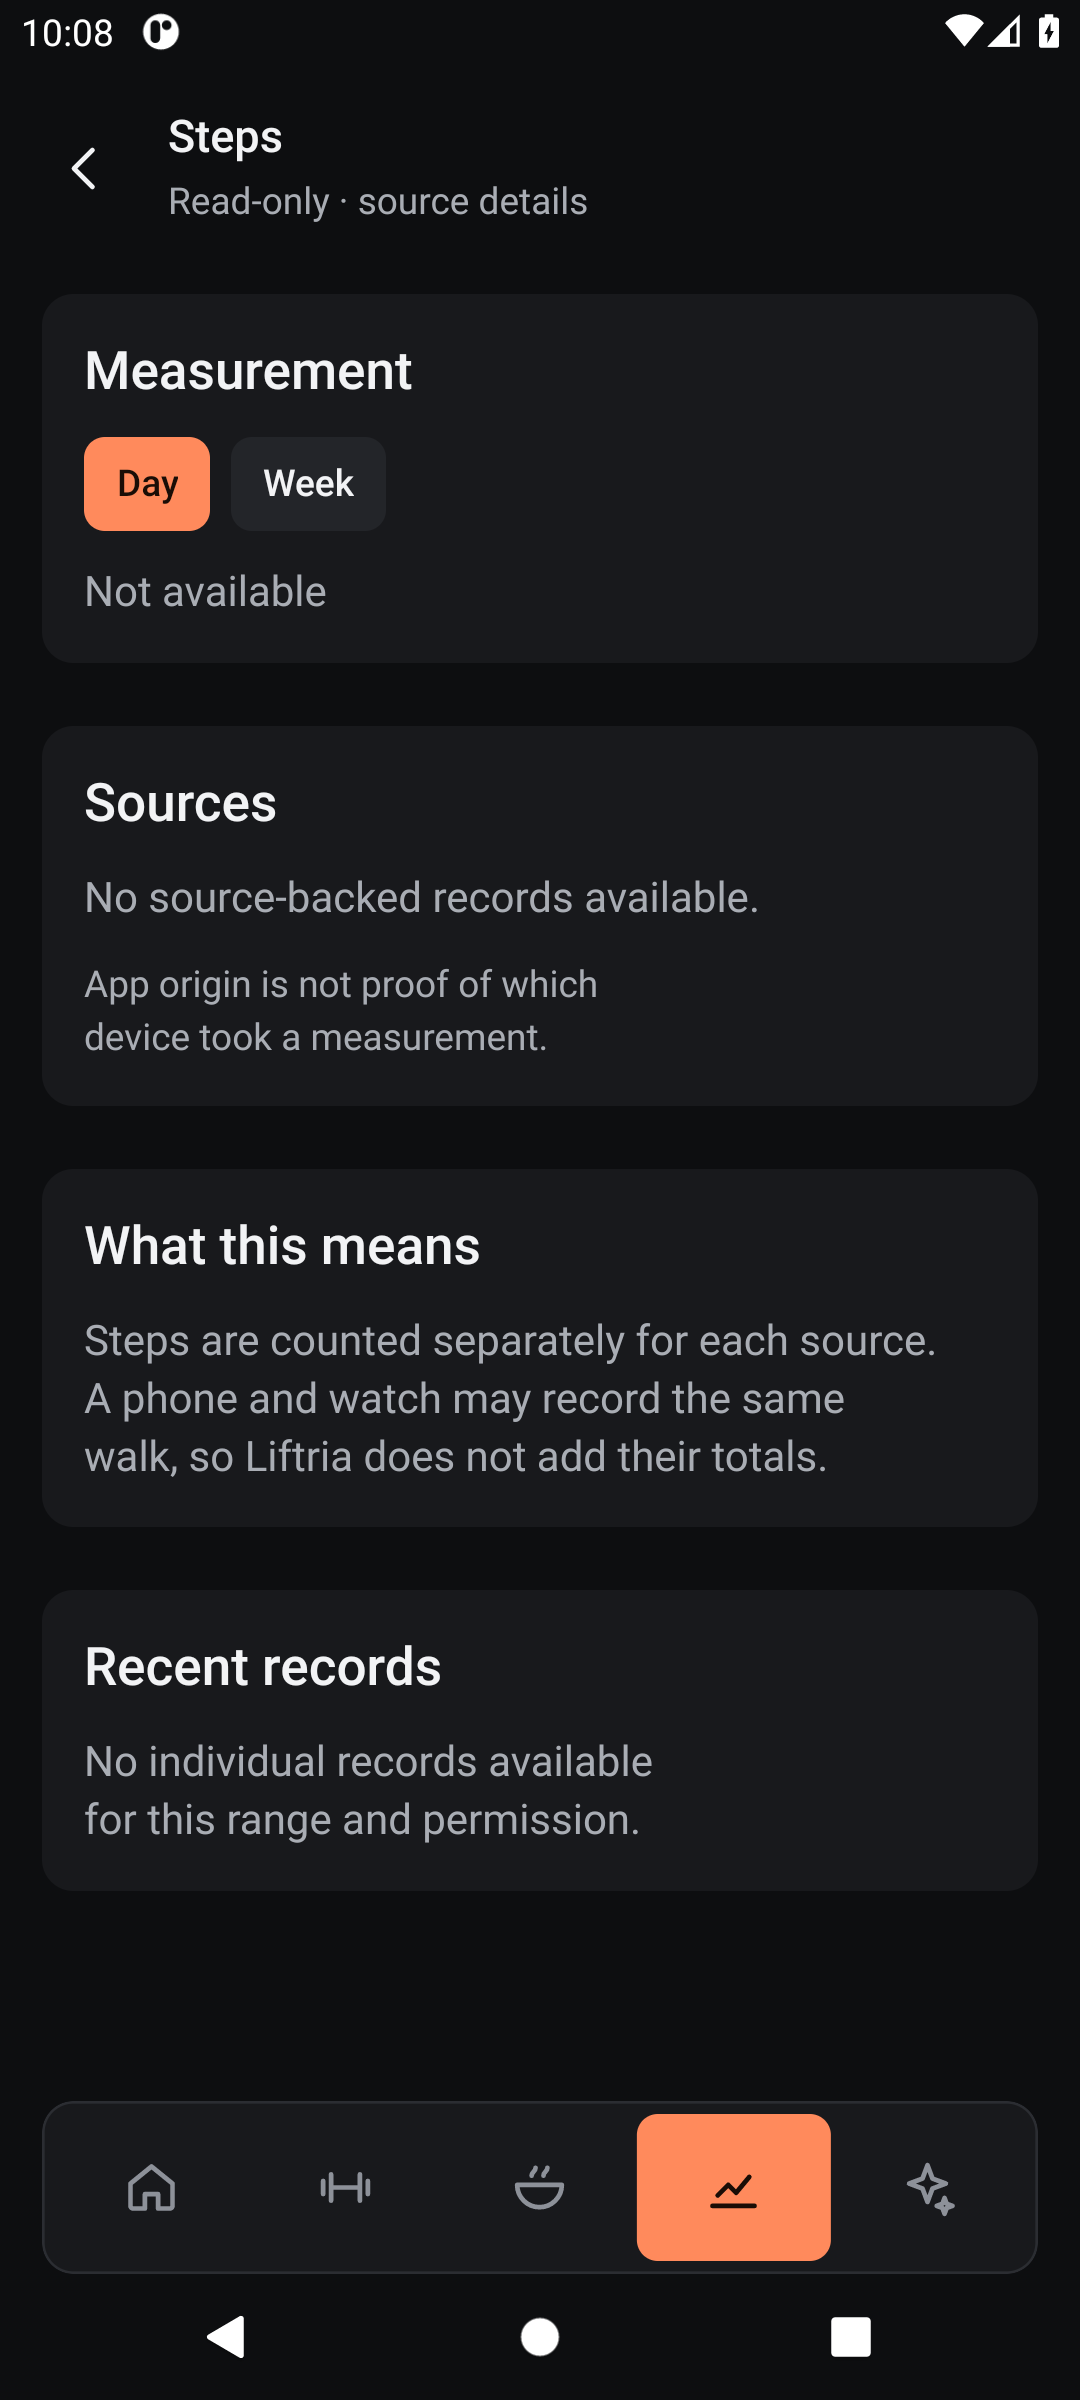 10:08
Steps
Read-only · source details
Measurement
Day
Week
Not available
Sources
No source-backed records available.
App origin is not proof of which
device took a measurement.
What this means
Steps are counted separately for each source.
A phone and watch may record the same
walk, so Liftria does not add their totals.
Recent records
No individual records available
for this range and permission.